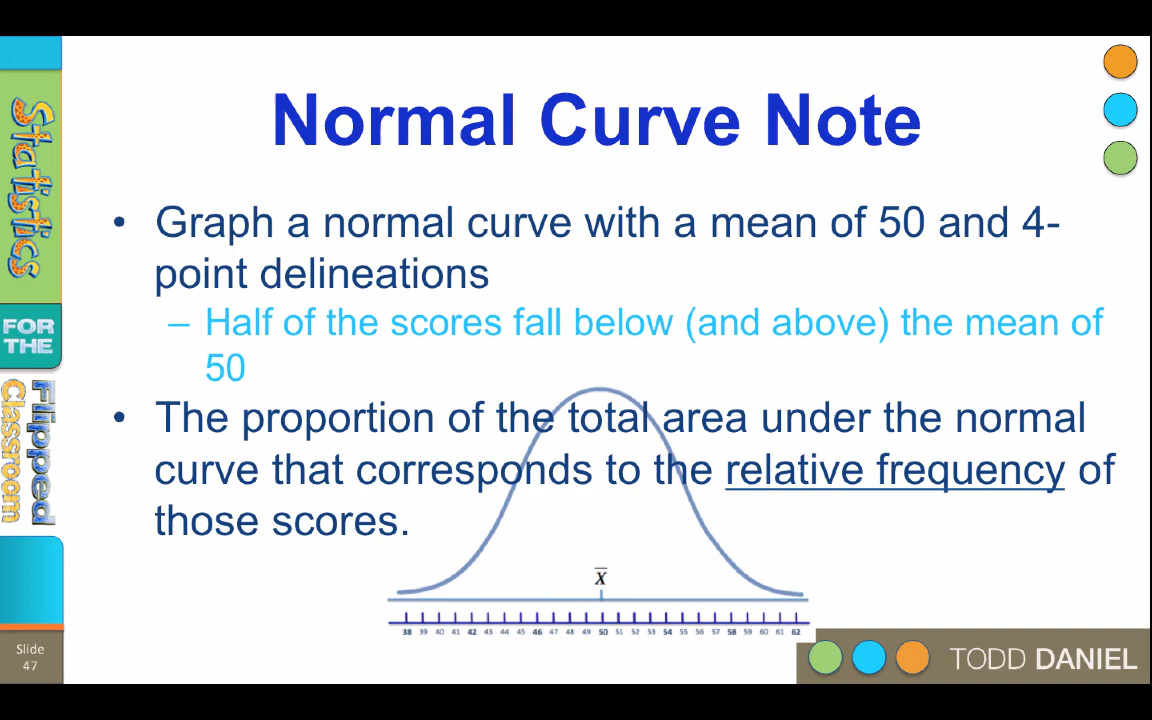 Statistics
FOR
THE
Flipped
Classroom
Slide
47
Normal Curve Note
• Graph a normal curve with a mean of 50 and 4-
point delineations
– Half of the scores fall below (and above) the mean of
50
• The proportion of the total area under the normal
curve that corresponds to the relative frequency of
those scores.
x̅
38 39 40 41 42 43 44 45 46 47 48 49 50 51 52 53 54 55 56 57 58 59 60 61 62
TODD DANIEL